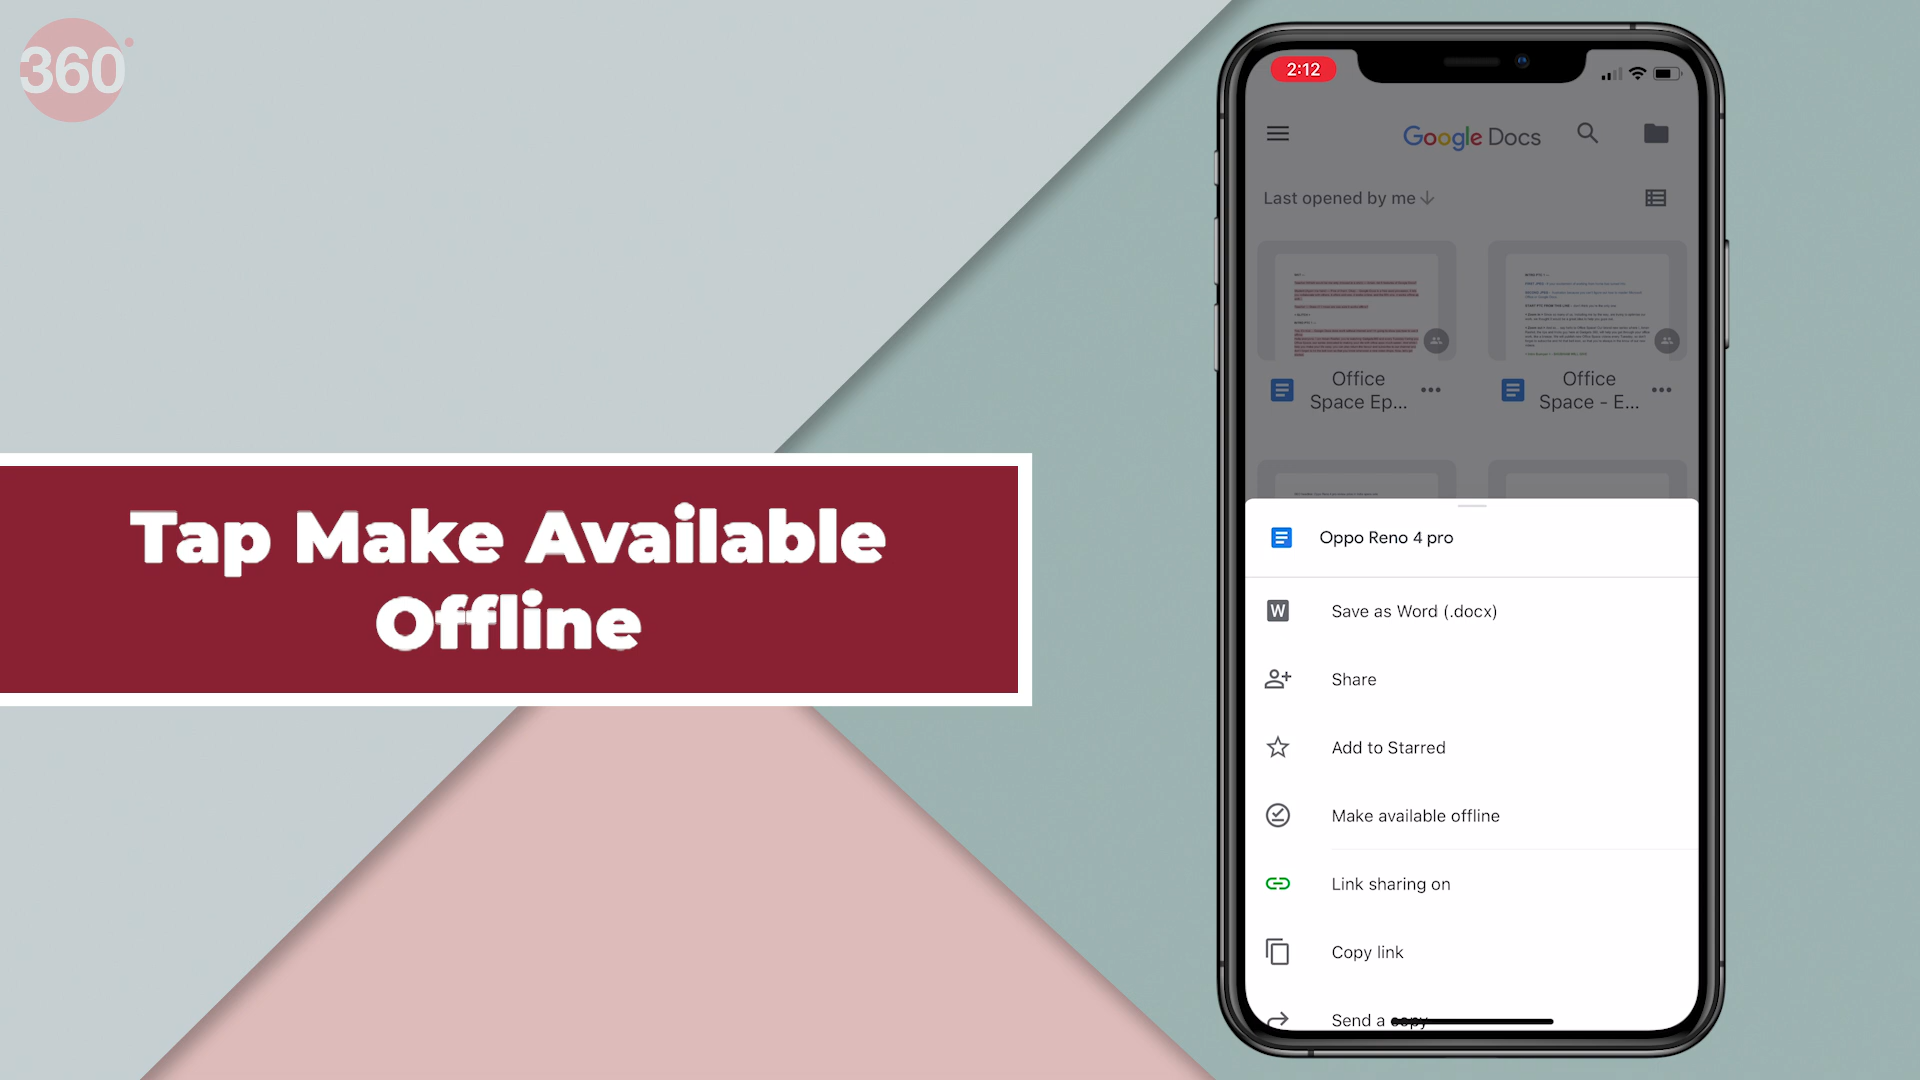 360
2:12
Google Docs
Last opened by me
Office
Space Ep...
Office
Space - E...
Tap Make Available
Offline
Oppo Reno 4 pro
W
Save as Word (.docx)
Share
Add to Starred
Make available offline
Link sharing on
Copy link
Send a copy